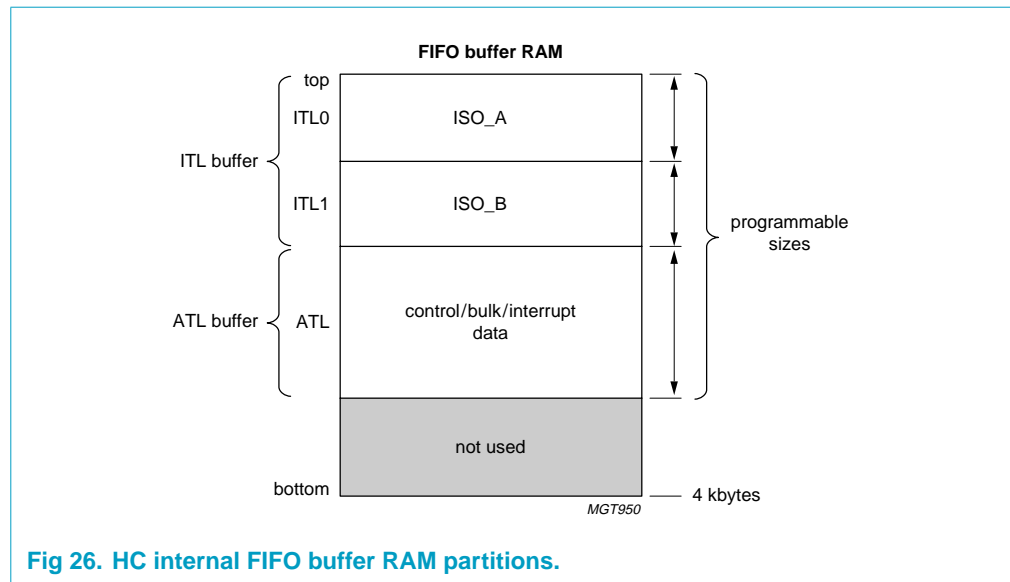 FIFO buffer RAM
top
ITL0
ISO_A
ITL buffer
ITL1
ISO_B
programmable
sizes
ATL buffer
ATL
control/bulk/interrupt
data
not used
bottom
4 kbytes
MGT950
Fig 26. HC internal FIFO buffer RAM partitions.